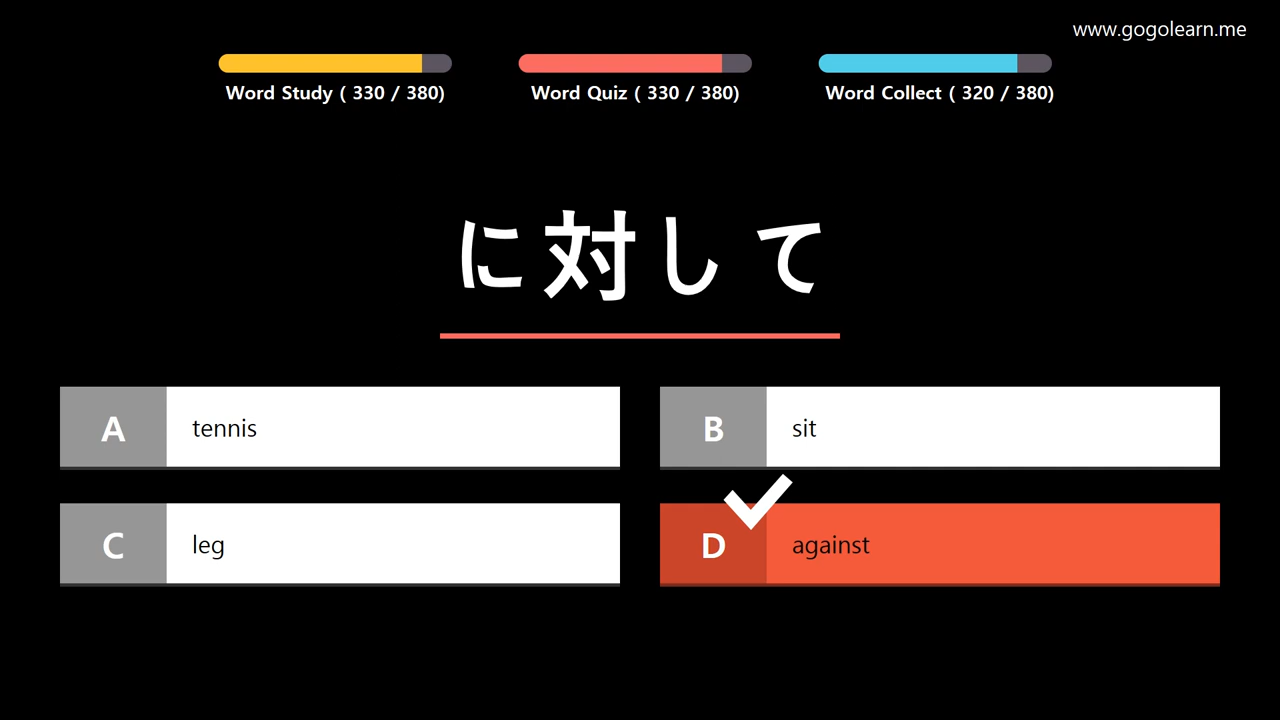 www.gogolearn.me
Word Study ( 330 / 380)
Word Quiz ( 330 / 380)
Word Collect ( 320 / 380)
に対して
A tennis
B sit
C leg
D against